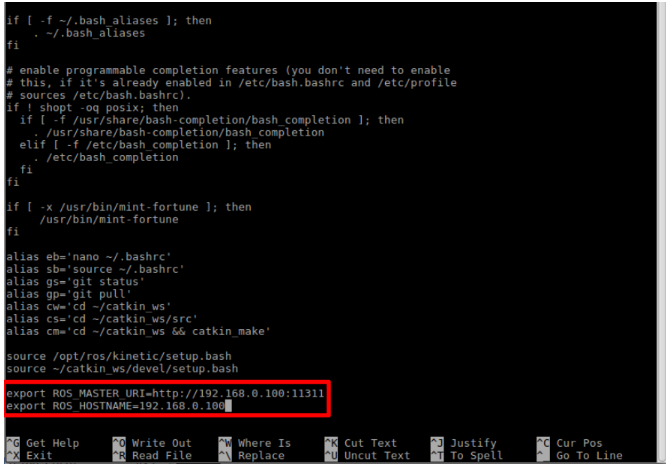 if [ -f ~/.bash_aliases ]; then
    . ~/.bash_aliases
fi
# enable programmable completion features (you don't need to enable
# this, if it's already enabled in /etc/bash.bashrc and /etc/profile
# sources /etc/bash.bashrc).
if ! shopt -oq posix; then
  if [ -f /usr/share/bash-completion/bash_completion ]; then
    . /usr/share/bash-completion/bash_completion
  elif [ -f /etc/bash_completion ]; then
    . /etc/bash_completion
  fi
fi
if [ -x /usr/bin/mint-fortune ]; then
     /usr/bin/mint-fortune
fi
alias eb='nano ~/.bashrc'
alias sb='source ~/.bashrc'
alias gs='git status'
alias gp='git pull'
alias cw='cd ~/catkin_ws'
alias cs='cd ~/catkin_ws/src'
alias cm='cd ~/catkin_ws && catkin_make'
source /opt/ros/kinetic/setup.bash
source ~/catkin_ws/devel/setup.bash
export ROS_MASTER_URI=http://192.168.0.100:11311
export ROS_HOSTNAME=192.168.0.100
^G Get Help ^O Write Out ^W Where Is ^K Cut Text ^J Justify ^C Cur Pos
^X Exit ^R Read File ^\ Replace ^U Uncut Text ^T To Spell ^_ Go To Line